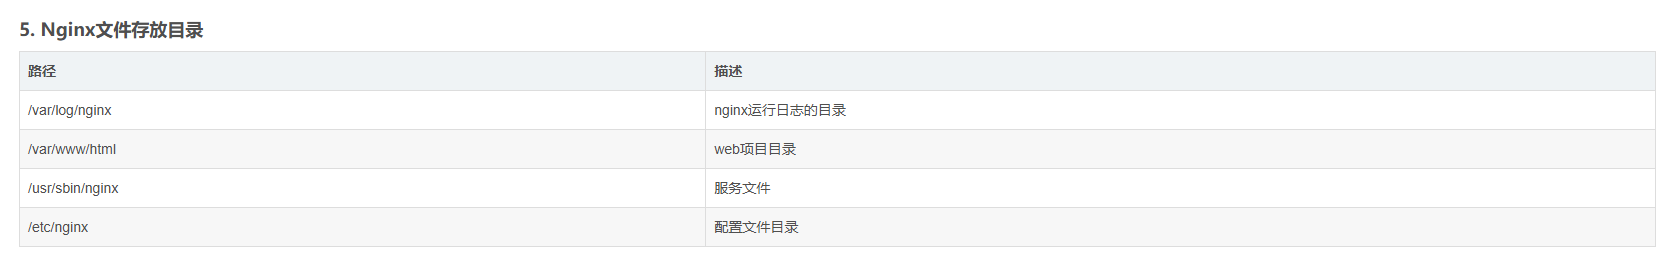 5. Nginx文件存放目录
路径 描述
/var/log/nginx nginx运行日志的目录
/var/www/html web项目目录
/usr/sbin/nginx 服务文件
/etc/nginx 配置文件目录